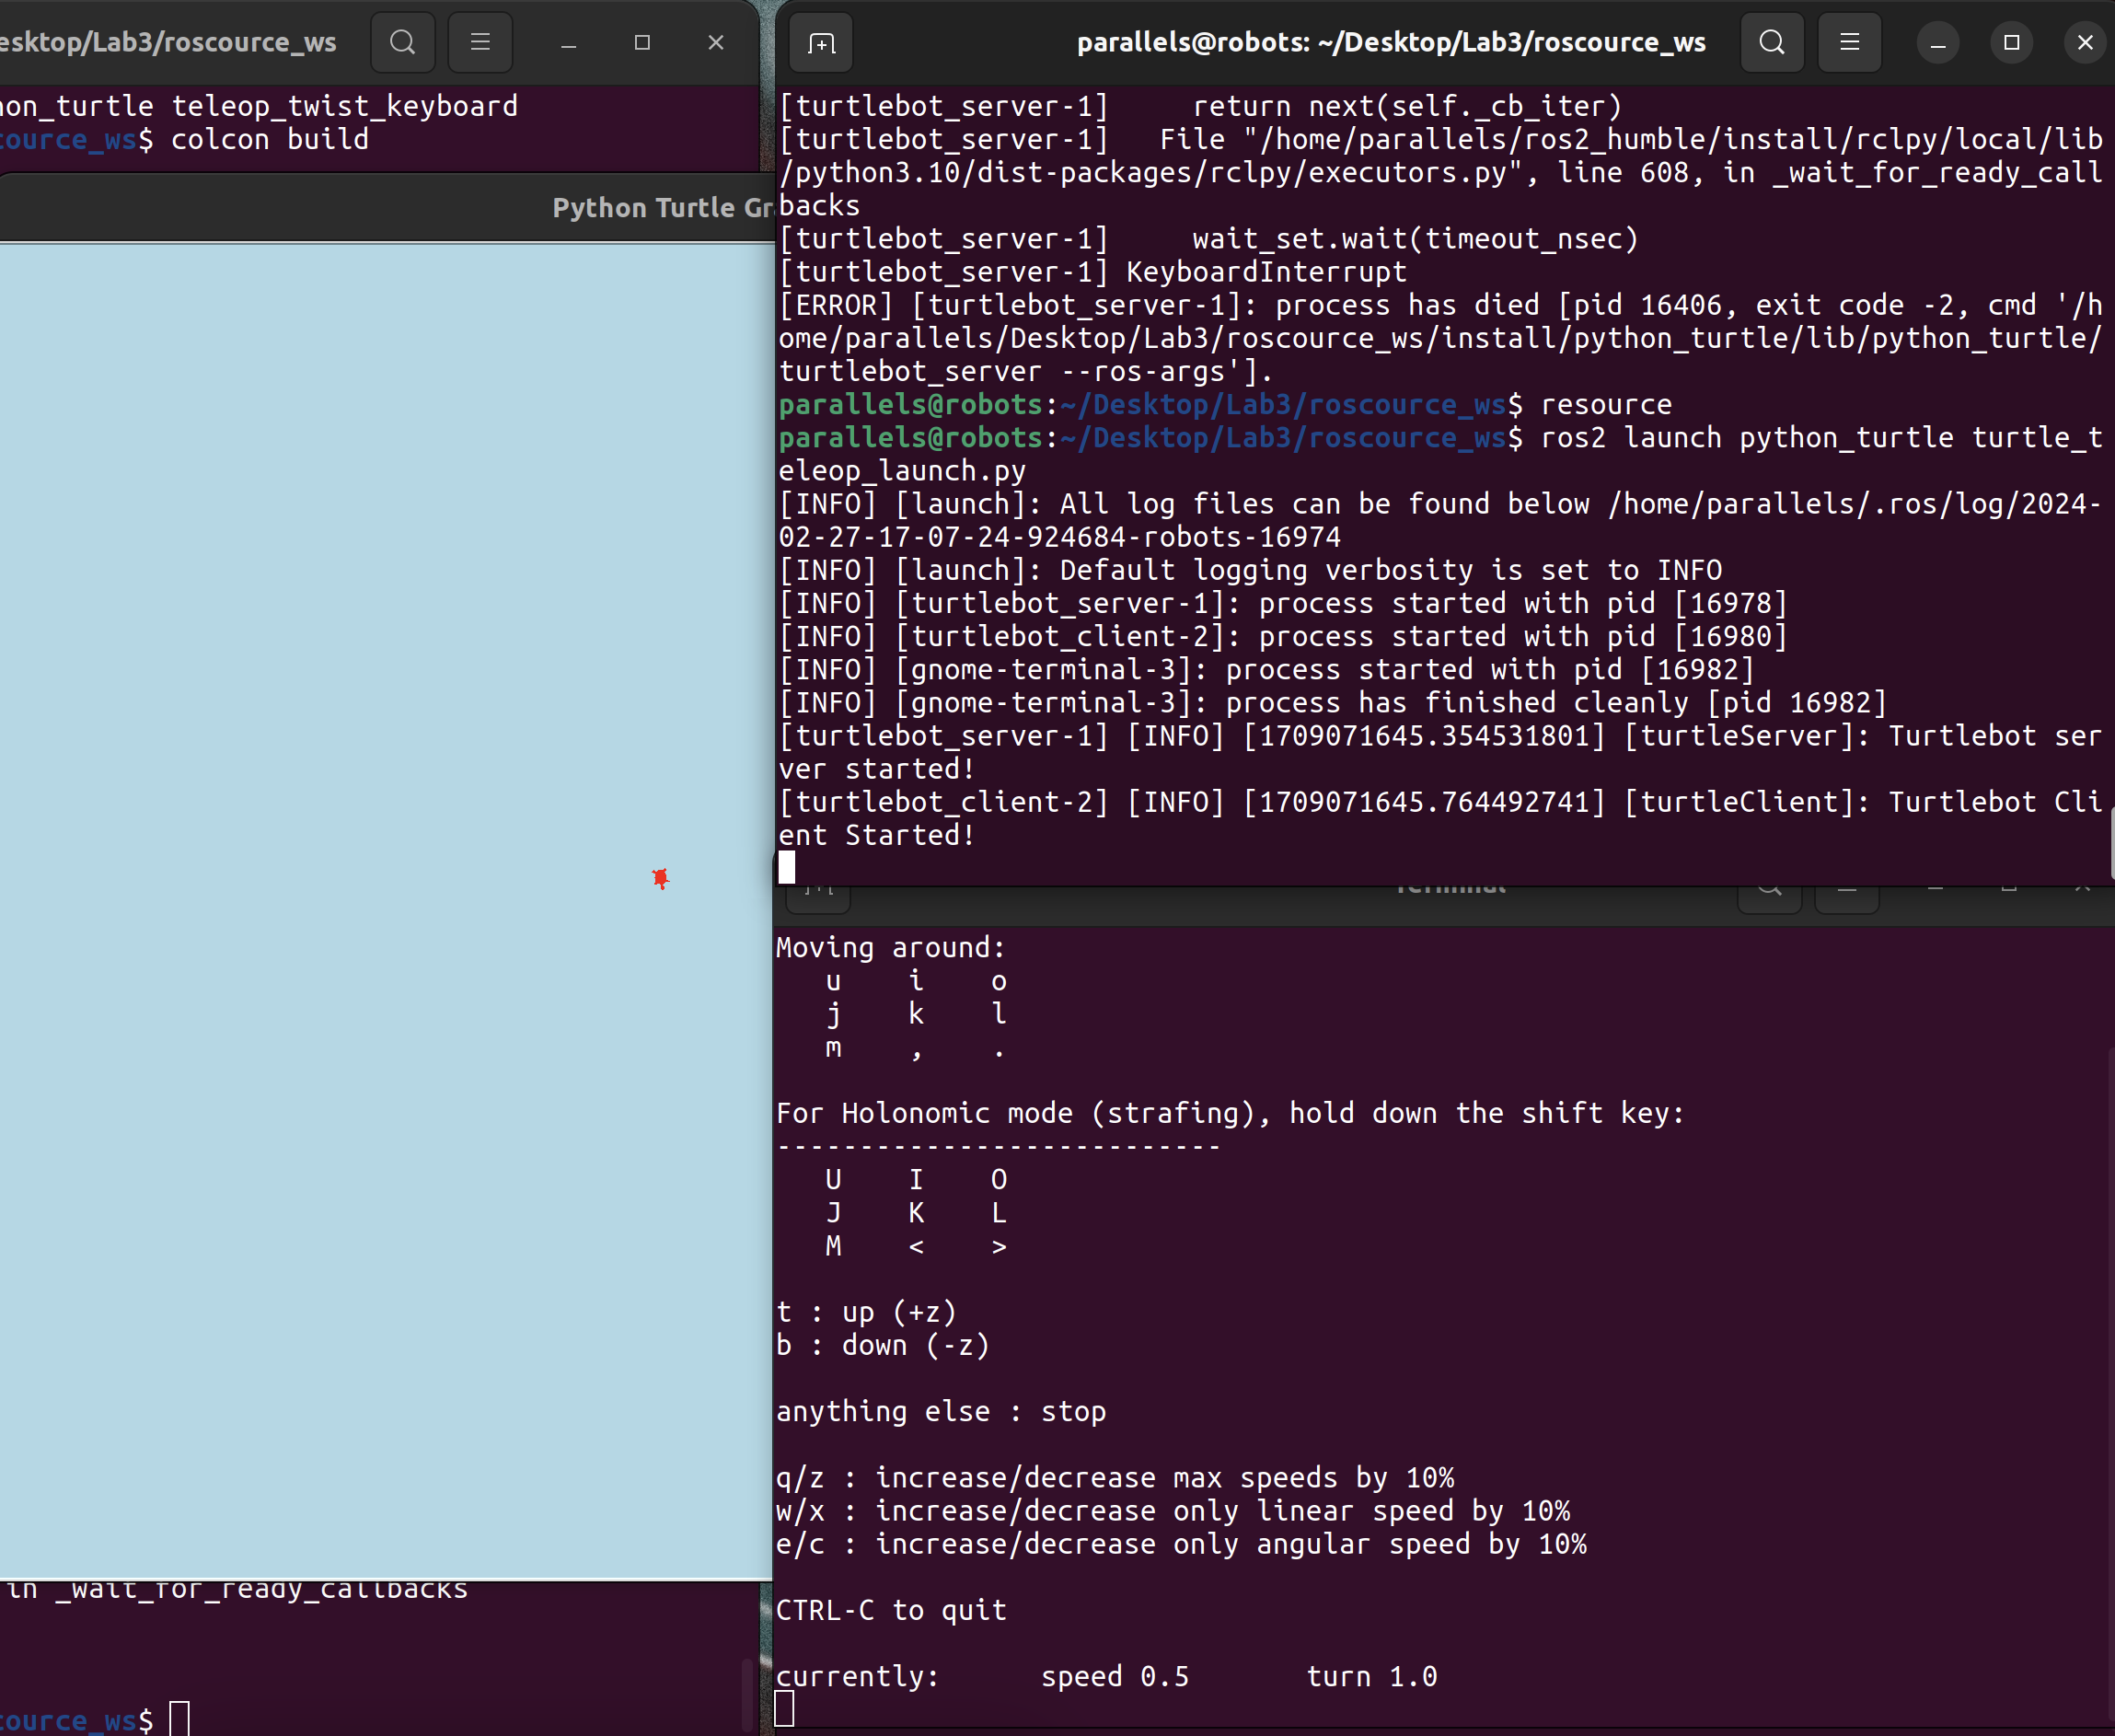 esktop/Lab3/roscource_ws
on_turtle teleop_twist_keyboard
ource_ws$ colcon build
Python Turtle Gr
in _wait_for_ready_callbacks
ource_ws$
parallels@robots: ~/Desktop/Lab3/roscource_ws
[turtlebot_server-1]     return next(self._cb_iter)
[turtlebot_server-1]   File "/home/parallels/ros2_humble/install/rclpy/local/lib
/python3.10/dist-packages/rclpy/executors.py", line 608, in _wait_for_ready_call
backs
[turtlebot_server-1]     wait_set.wait(timeout_nsec)
[turtlebot_server-1] KeyboardInterrupt
[ERROR] [turtlebot_server-1]: process has died [pid 16406, exit code -2, cmd '/h
ome/parallels/Desktop/Lab3/roscource_ws/install/python_turtle/lib/python_turtle/
turtlebot_server --ros-args'].
parallels@robots:~/Desktop/Lab3/roscource_ws$ resource
parallels@robots:~/Desktop/Lab3/roscource_ws$ ros2 launch python_turtle turtle_t
eleop_launch.py
[INFO] [launch]: All log files can be found below /home/parallels/.ros/log/2024-
02-27-17-07-24-924684-robots-16974
[INFO] [launch]: Default logging verbosity is set to INFO
[INFO] [turtlebot_server-1]: process started with pid [16978]
[INFO] [turtlebot_client-2]: process started with pid [16980]
[INFO] [gnome-terminal-3]: process started with pid [16982]
[INFO] [gnome-terminal-3]: process has finished cleanly [pid 16982]
[turtlebot_server-1] [INFO] [1709071645.354531801] [turtleServer]: Turtlebot ser
ver started!
[turtlebot_client-2] [INFO] [1709071645.764492741] [turtleClient]: Turtlebot Cli
ent Started!
Terminal
Moving around:
   u    i    o
   j    k    l
   m    ,    .
For Holonomic mode (strafing), hold down the shift key:
---------------------------
   U    I    O
   J    K    L
   M    <    >
t : up (+z)
b : down (-z)
anything else : stop
q/z : increase/decrease max speeds by 10%
w/x : increase/decrease only linear speed by 10%
e/c : increase/decrease only angular speed by 10%
CTRL-C to quit
currently:      speed 0.5       turn 1.0